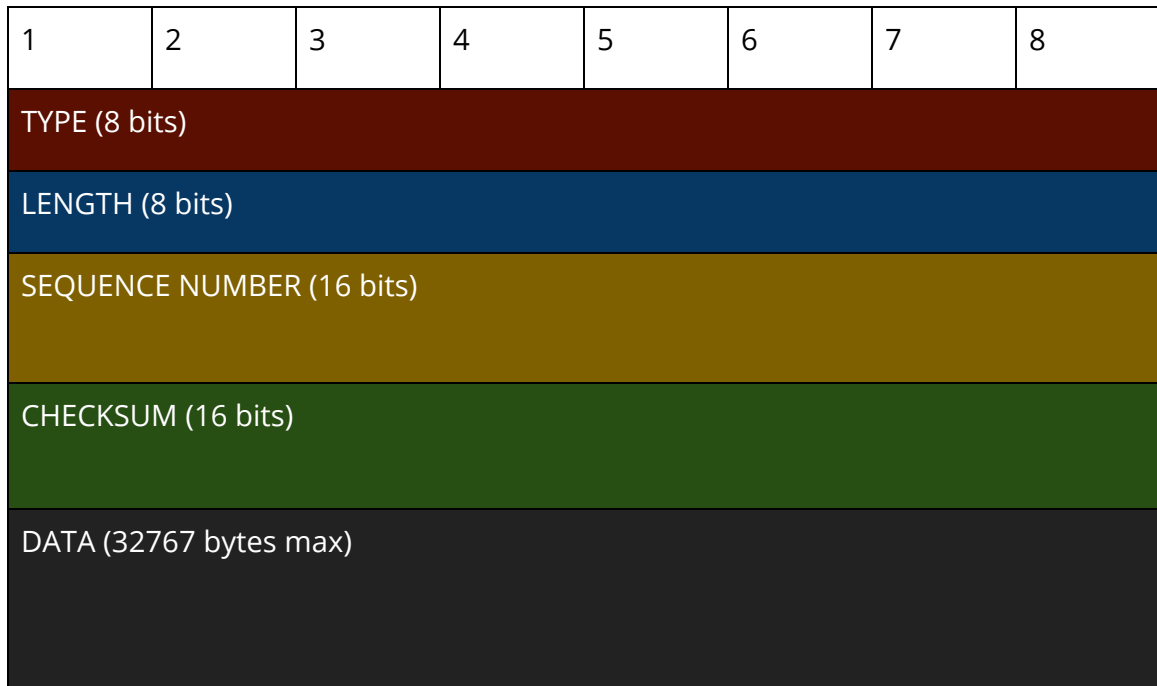 1 2 3 4 5 6 7 8
TYPE (8 bits)
LENGTH (8 bits)
SEQUENCE NUMBER (16 bits)
CHECKSUM (16 bits)
DATA (32767 bytes max)